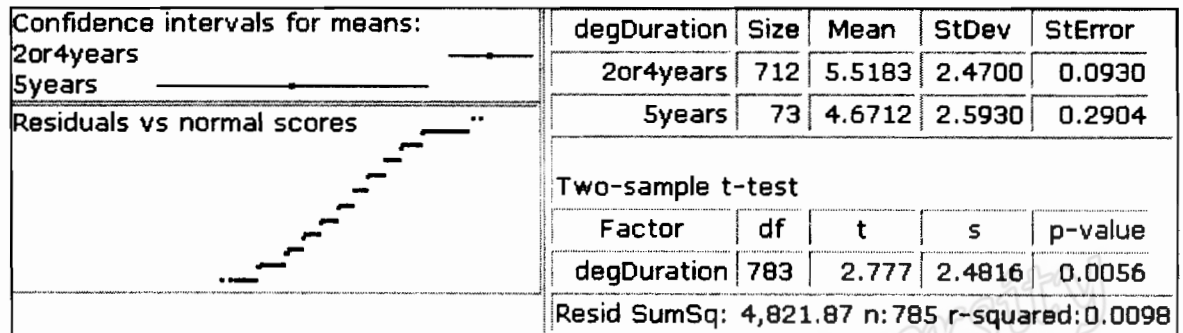 Confidence intervals for means:
2or4years
5years
Residuals vs normal scores
degDuration Size Mean StDev StError
2or4years 712 5.5183 2.4700 0.0930
5years 73 4.6712 2.5930 0.2904
Two-sample t-test
Factor df t s p-value
degDuration 783 2.777 2.4816 0.0056
Resid SumSq: 4,821.87 n:785 r-squared:0.0098